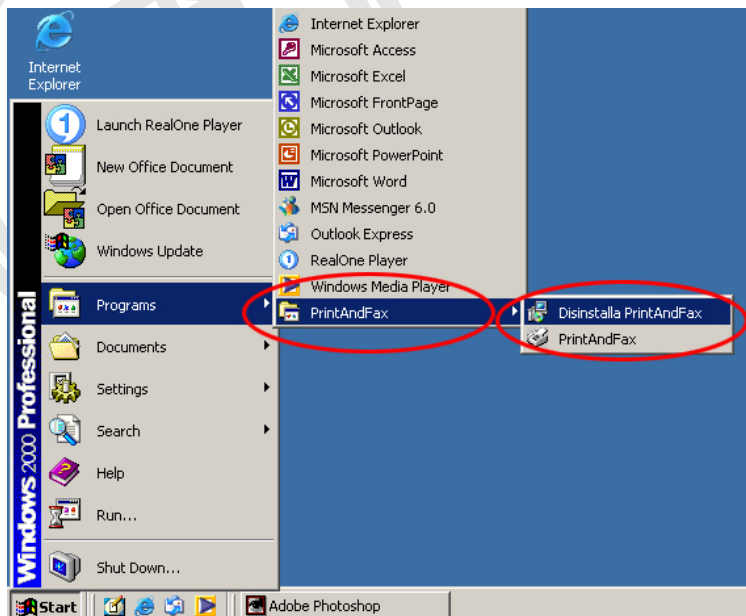 Internet
Explorer
Launch RealOne Player
New Office Document
Open Office Document
Windows Update
Programs
Documents
Settings
Search
Help
Run...
Shut Down...
Windows 2000 Professional
Internet Explorer
Microsoft Access
Microsoft Excel
Microsoft FrontPage
Microsoft Outlook
Microsoft PowerPoint
Microsoft Word
MSN Messenger 6.0
Outlook Express
RealOne Player
Windows Media Player
PrintAndFax
Disinstalla PrintAndFax
PrintAndFax
Start
Adobe Photoshop